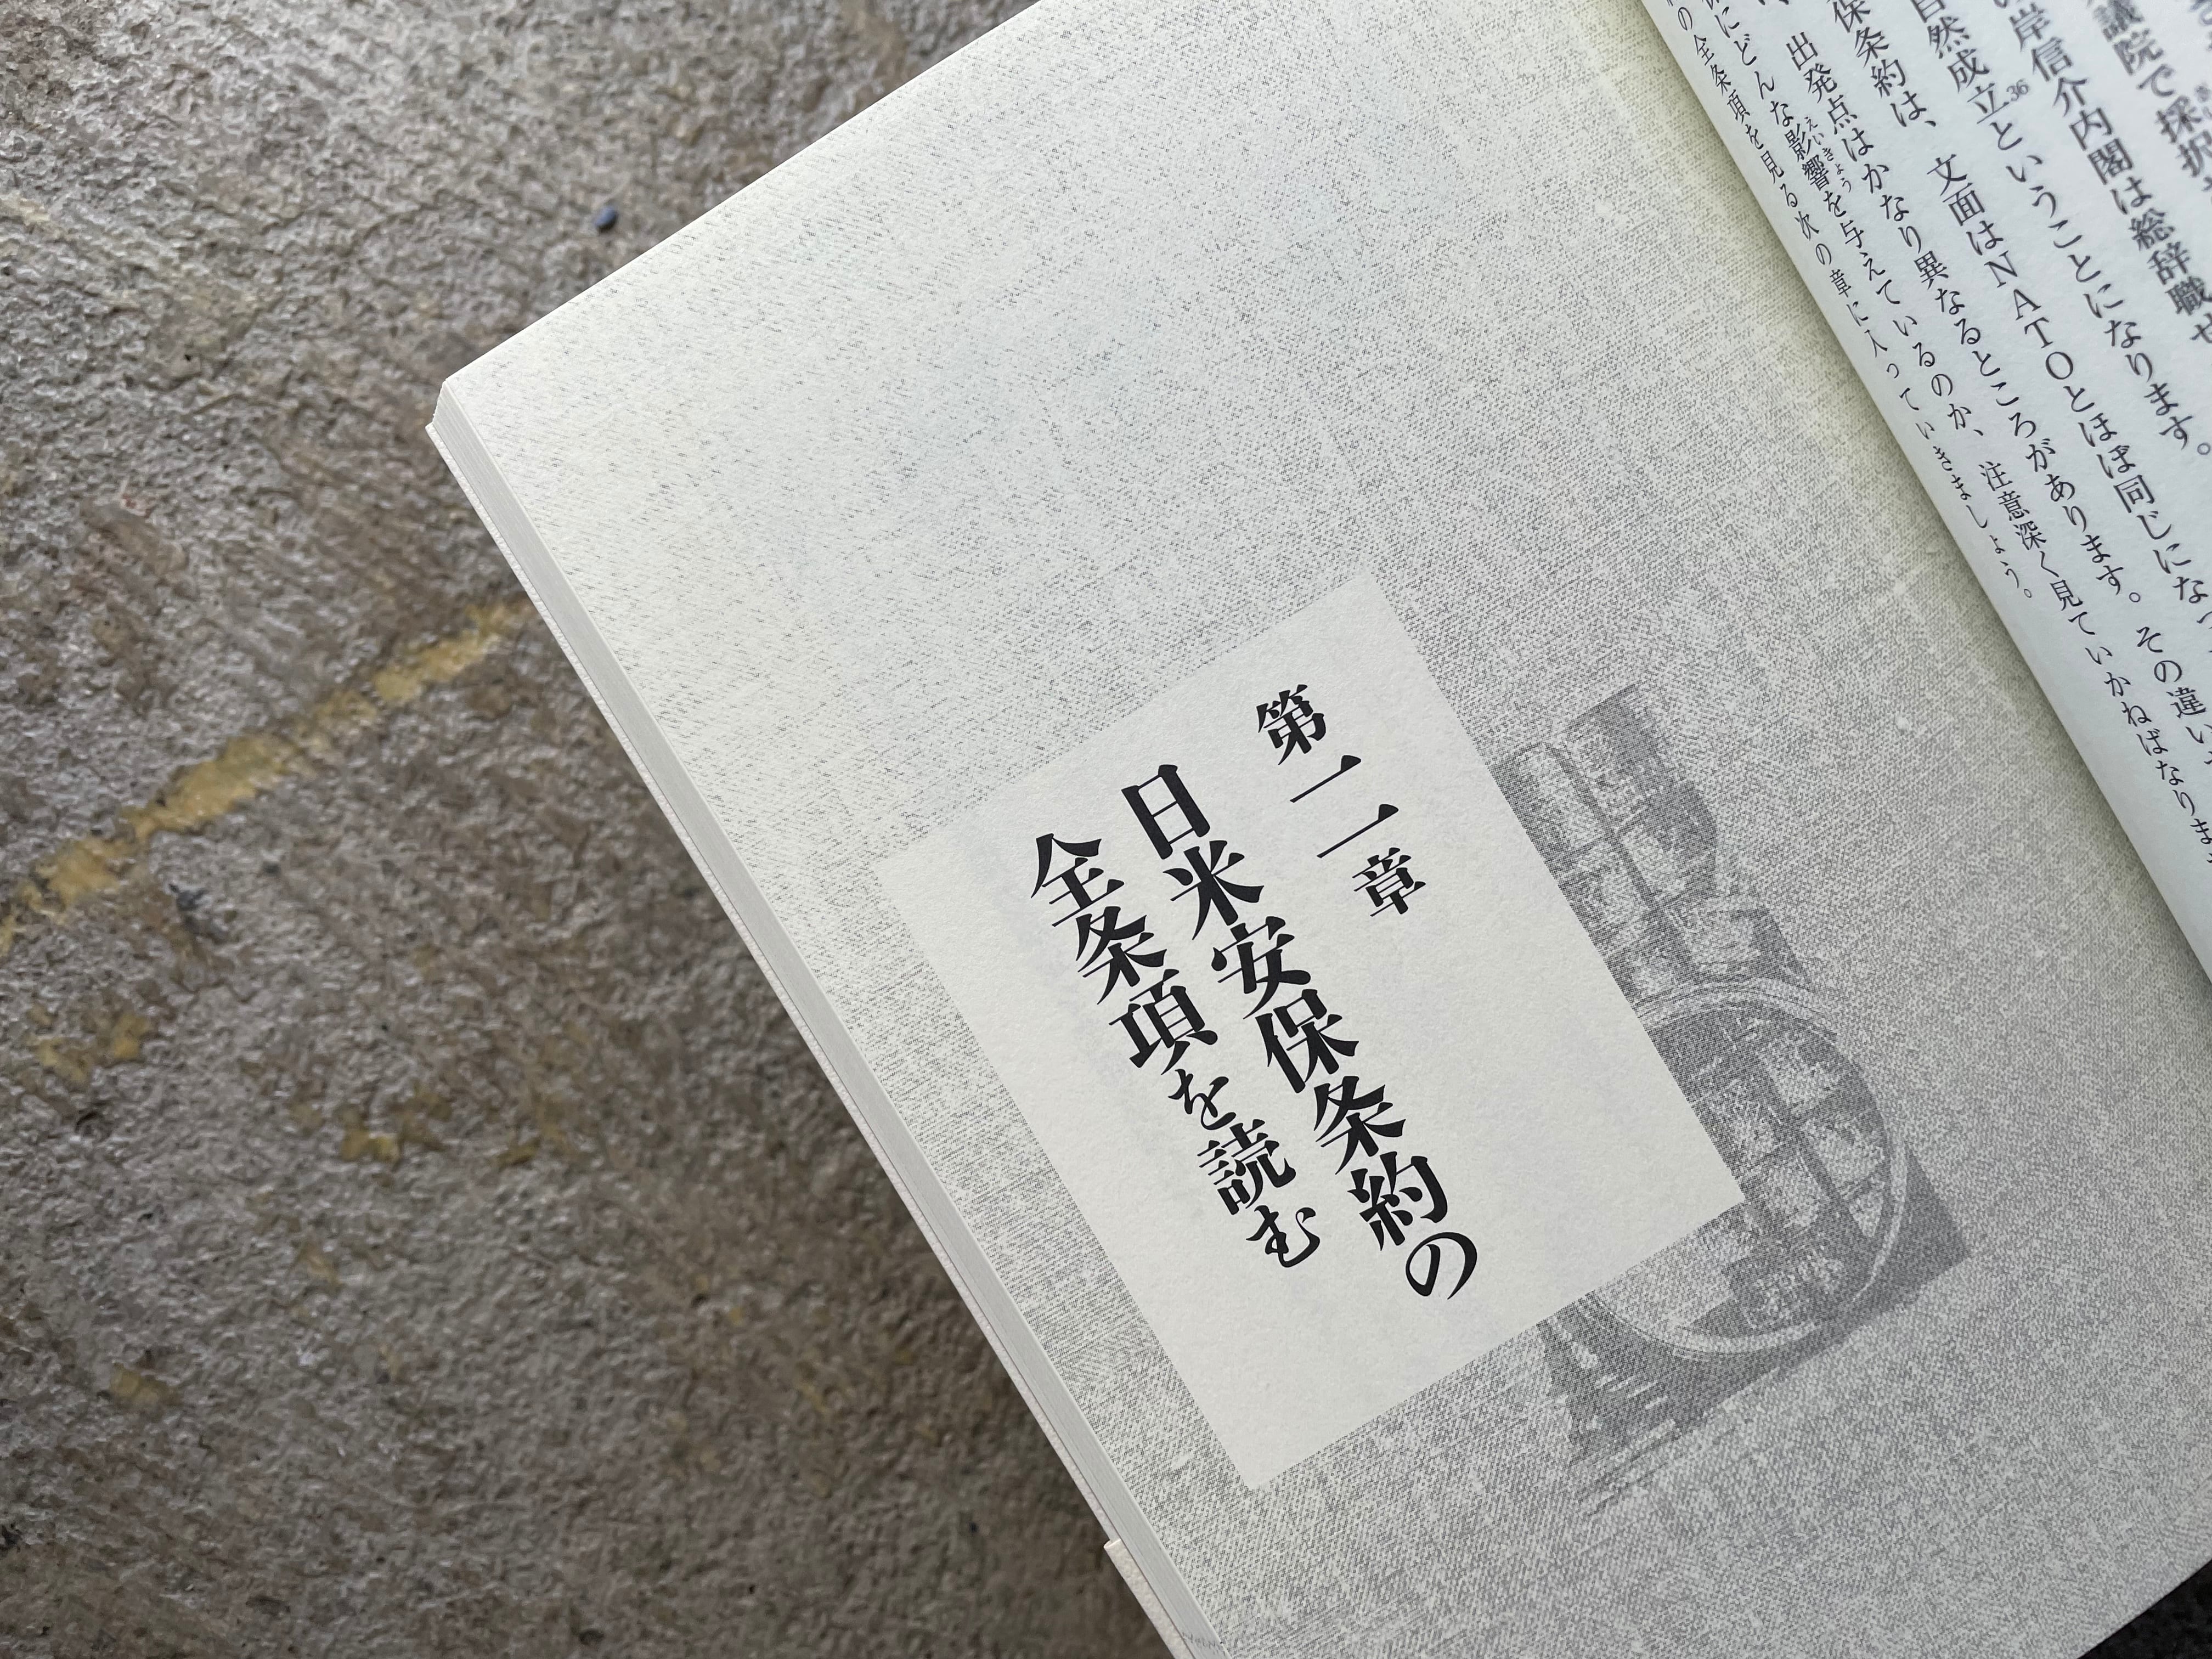 議院で採択
岸信介内閣は総辞職せ
自然成立36ということになります。
保条約は、文面はNATOとほぼ同じになっ
出発点はかなり異なるところがあります。その違い
にどんな影響を与えているのか、注意深く見ていかねばなりま
の全条項を見る次の章に入っていきましょう。
第二章
日米安保条約の
全条項を読む